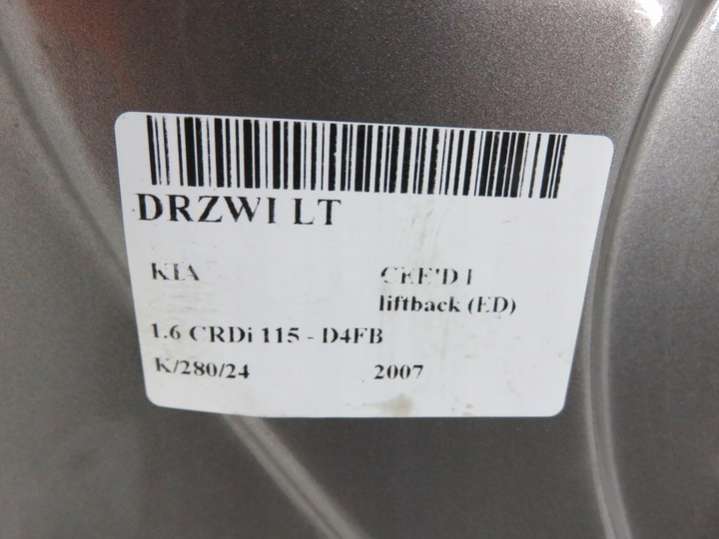 DRZWI LT
KIA CEE'D I
liftback (ED)
1.6 CRDi 115 - D4FB
K/280/24 2007